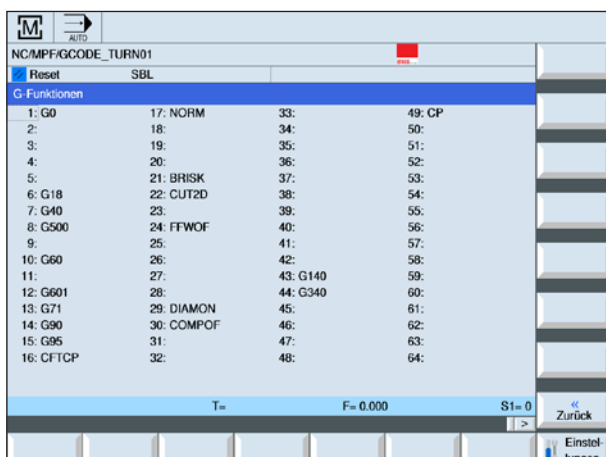 M
AUTO
NC/MPF/GCODE_TURN01
Reset SBL
G-Funktionen
1: G0 17: NORM 33: 49: CP
2: 18: 34: 50:
3: 19: 35: 51:
4: 20: 36: 52:
5: 21: BRISK 37: 53:
6: G18 22: CUT2D 38: 54:
7: G40 23: 39: 55:
8: G500 24: FFWOF 40: 56:
9: 25: 41: 57:
10: G60 26: 42: 58:
11: 27: 43: G140 59:
12: G601 28: 44: G340 60:
13: G71 29: DIAMON 45: 61:
14: G90 30: COMPOF 46: 62:
15: G95 31: 47: 63:
16: CFTCP 32: 48: 64:
T= F= 0.000 S1= 0
«
Zurück
>
Einstel-